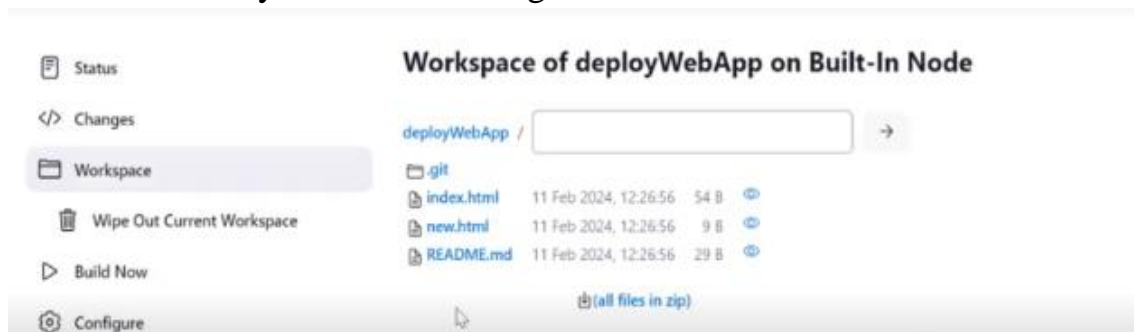 Status
Changes
Workspace
Wipe Out Current Workspace
Build Now
Configure
Workspace of deployWebApp on Built-In Node
deployWebApp /
.git
index.html 11 Feb 2024, 12:26:56 54 B
new.html 11 Feb 2024, 12:26:56 9 B
README.md 11 Feb 2024, 12:26:56 29 B
(all files in zip)